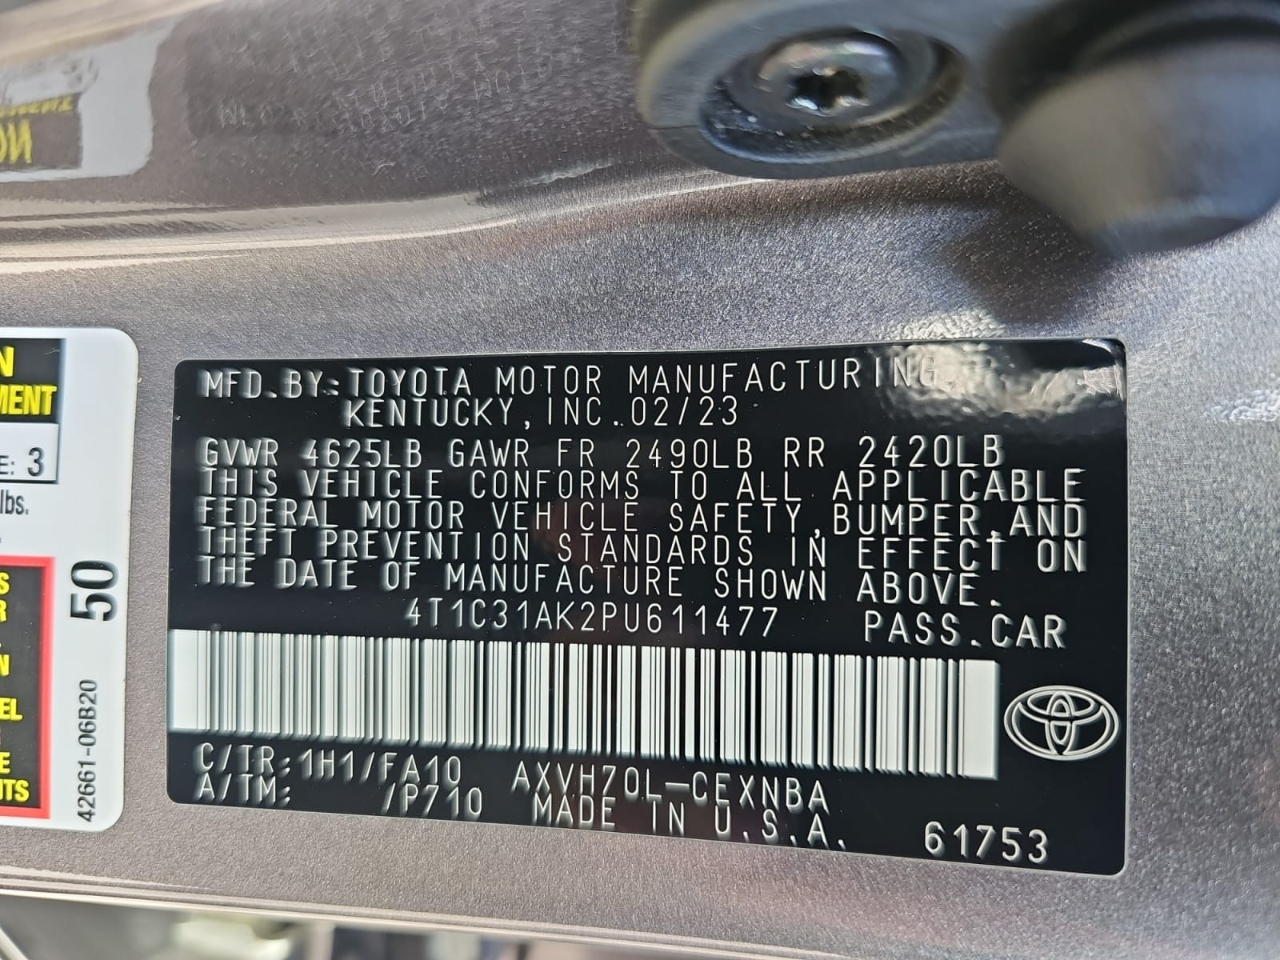 MFD.BY:TOYOTA MOTOR MANUFACTURING
KENTUCKY,INC.02/23
GVWR 4625LB GAWR FR 2490LB RR 2420LB
THIS VEHICLE CONFORMS TO ALL APPLICABLE
FEDERAL MOTOR VEHICLE SAFETY,BUMPER,AND
THEFT PREVENTION STANDARDS IN EFFECT ON
THE DATE OF MANUFACTURE SHOWN ABOVE.
4T1C31AK2PU611477 PASS.CAR
C/TR:1H1/FA10 AXVH70L-CEXNBA
A/TM: /P710 MADE IN U.S.A.
61753
E: 3
lbs.
50
42661-06B20